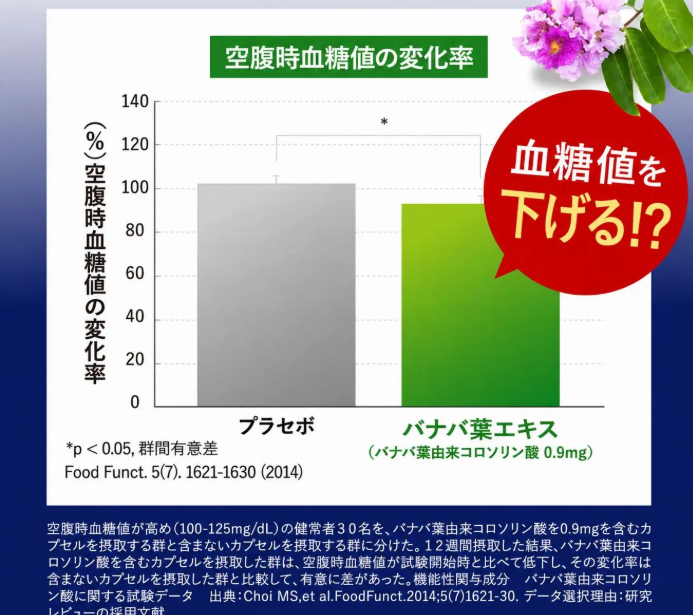 空腹時血糖値の変化率
血糖値を
下げる!?
(%)空腹時血糖値の変化率
140
120
100
80
60
40
20
0
*
プラセボ
バナバ葉エキス
(バナバ葉由来コロソリン酸 0.9mg)
*p < 0.05, 群間有意差
Food Funct. 5(7). 1621-1630 (2014)
空腹時血糖値が高め(100-125mg/dL)の健常者30名を、バナバ葉由来コロソリン酸を0.9mgを含むカ
プセルを摂取する群と含まないカプセルを摂取する群に分けた。12週間摂取した結果、バナバ葉由来コ
ロソリン酸を含むカプセルを摂取した群は、空腹時血糖値が試験開始時と比べて低下し、その変化率は
含まないカプセルを摂取した群と比較して、有意に差があった。機能性関与成分 バナバ葉由来コロソリ
ン酸に関する試験データ 出典:Choi MS,et al.FoodFunct.2014;5(7)1621-30. データ選択理由:研究
レビューの採用文献